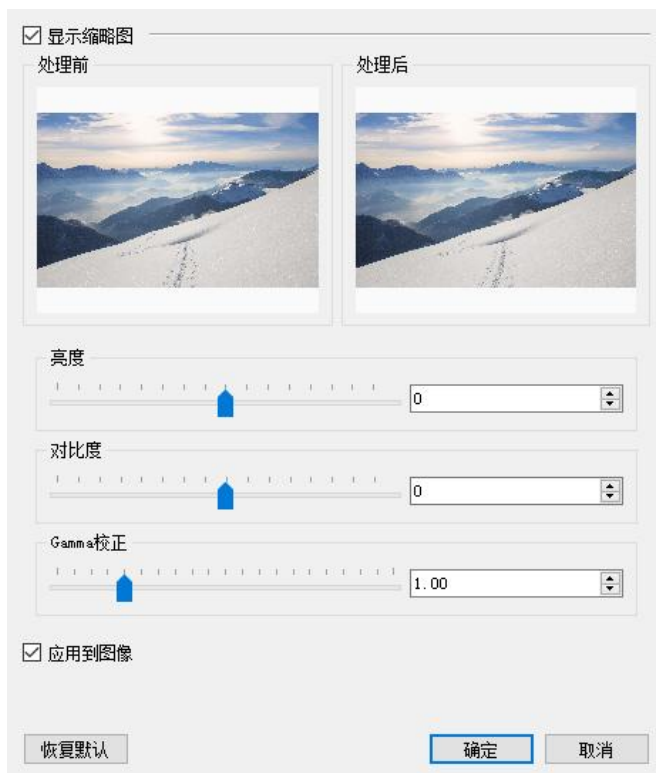 显示缩略图
处理前
处理后
亮度
0
对比度
0
Gamma校正
1.00
应用到图像
恢复默认
确定
取消